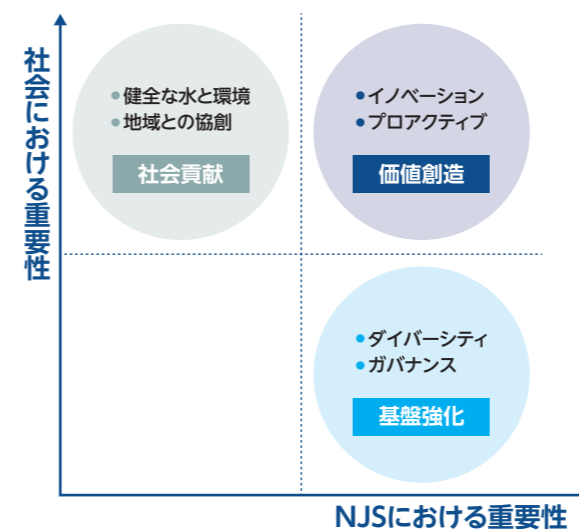 社会における重要性
・健全な水と環境
・地域との協創
社会貢献
・イノベーション
・プロアクティブ
価値創造
・ダイバーシティ
・ガバナンス
基盤強化
NJSにおける重要性